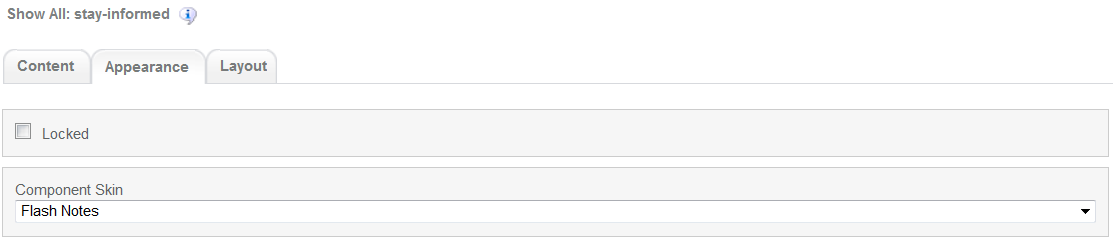 Show All: stay-informed
Content Appearance Layout
Locked
Component Skin
Flash Notes